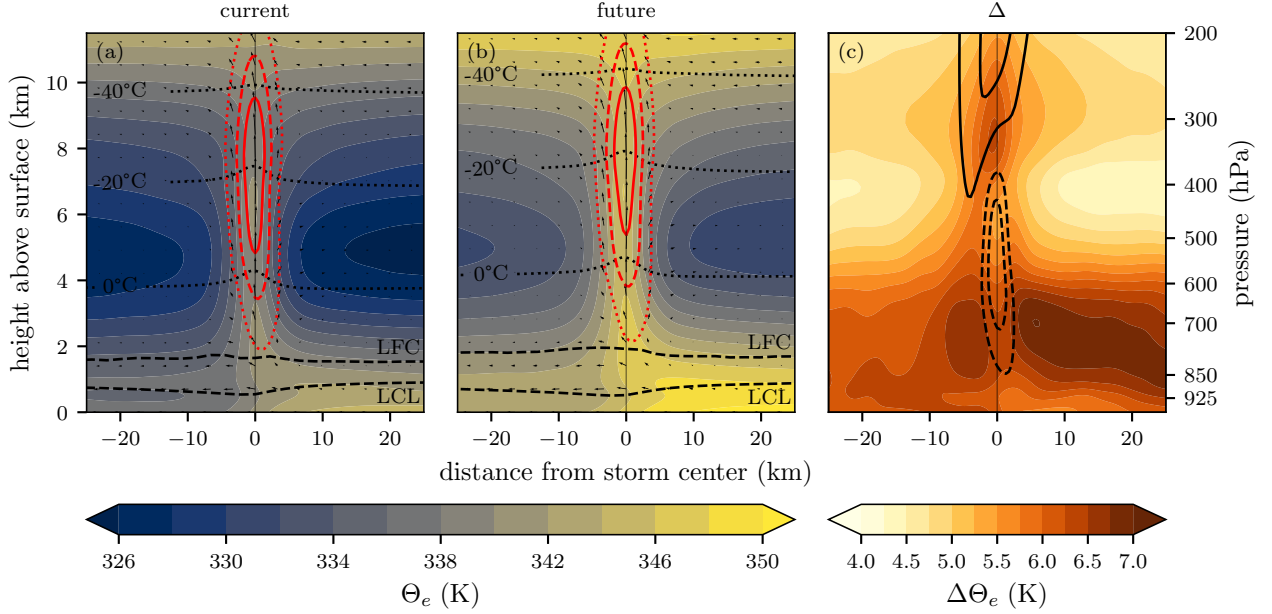 current
future
Δ
(a)
(b)
(c)
-40°C
-20°C
0°C
LFC
LCL
-40°C
-20°C
0°C
LFC
LCL
height above surface (km)
10
8
6
4
2
0
200
300
400
500
600
700
850
925
pressure (hPa)
−20 −10 0 10 20
−20 −10 0 10 20
−20 −10 0 10 20
distance from storm center (km)
326 330 334 338 342 346 350
Θe (K)
4.0 4.5 5.0 5.5 6.0 6.5 7.0
ΔΘe (K)